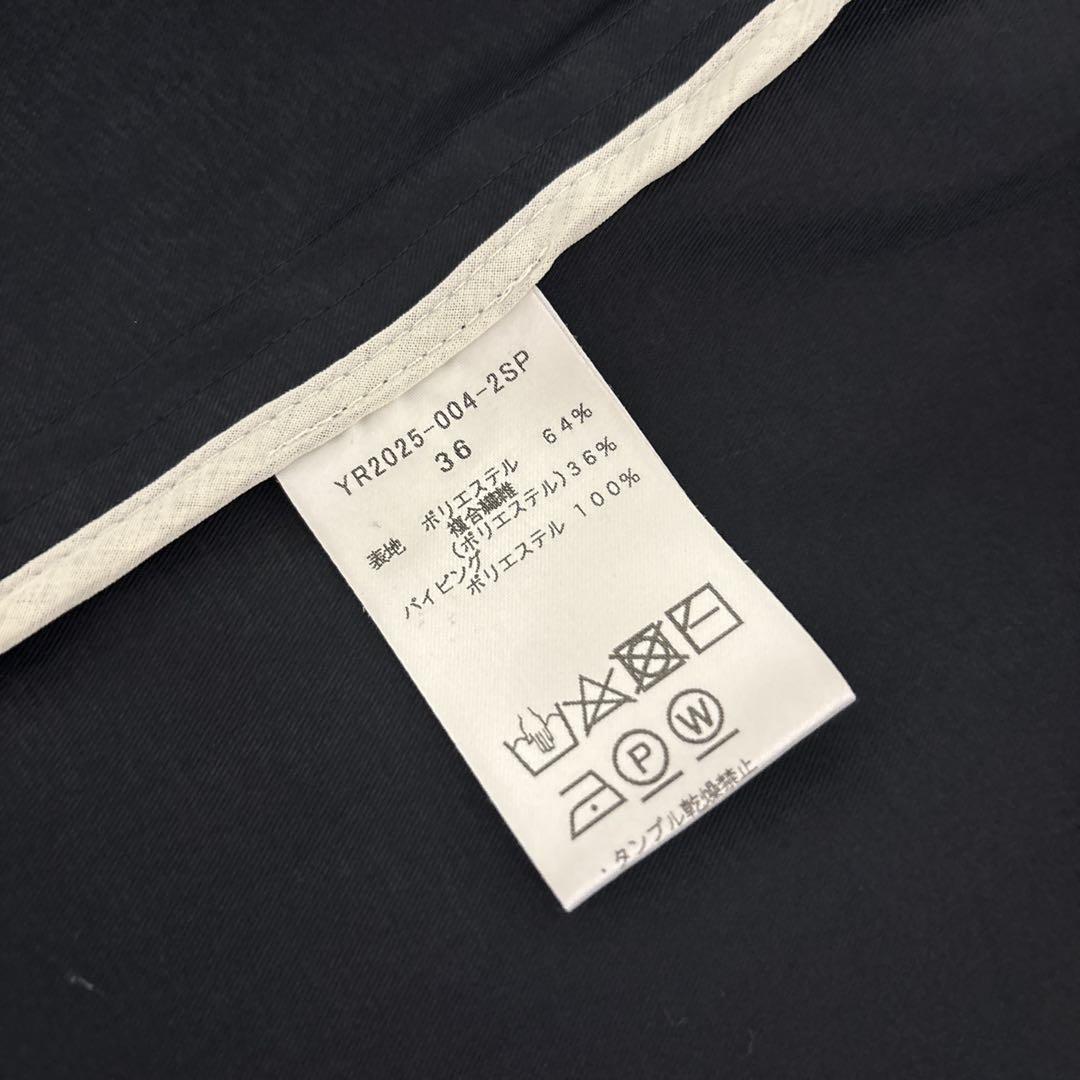 YR2025-004-2SP
36
表地 ポリエステル 64%
複合繊維
(ポリエステル)36%
パイピング
ポリエステル 100%
P W
・タンブル乾燥禁止